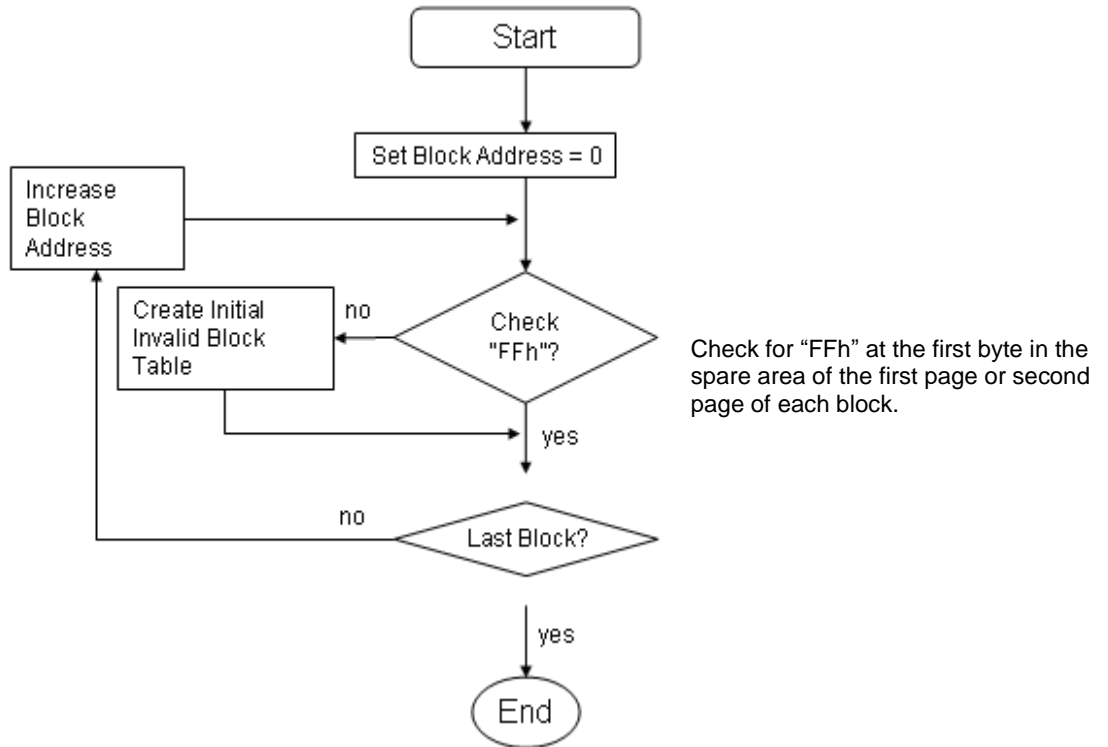 Start
Set Block Address = 0
Increase
Block
Address
Create Initial
Invalid Block
Table
no
Check
"FFh"?
Check for “FFh” at the first byte in the
spare area of the first page or second
page of each block.
yes
no
Last Block?
yes
End